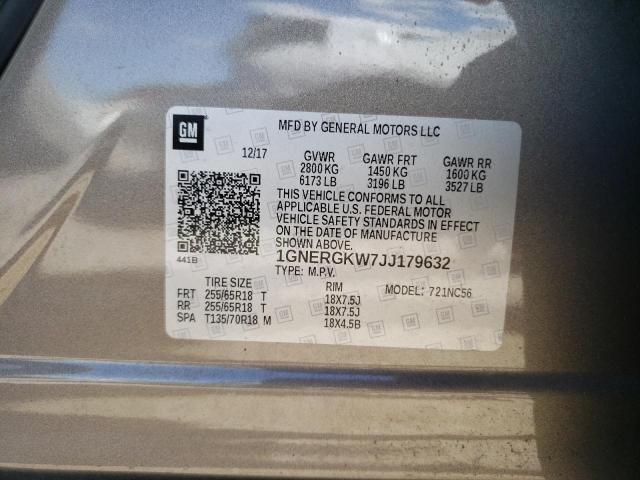 GM
MFD BY GENERAL MOTORS LLC
12/17
GVWR GAWR FRT GAWR RR
2800 KG 1450 KG 1600 KG
6173 LB 3196 LB 3527 LB
THIS VEHICLE CONFORMS TO ALL
APPLICABLE U.S. FEDERAL MOTOR
VEHICLE SAFETY STANDARDS IN EFFECT
ON THE DATE OF MANUFACTURE
SHOWN ABOVE.
441B
1GNERGKW7JJ179632
TYPE: M.P.V.
MODEL: 721NC56
TIRE SIZE RIM
FRT 255/65R18 T 18X7.5J
RR 255/65R18 T 18X7.5J
SPA T135/70R18 M 18X4.5B